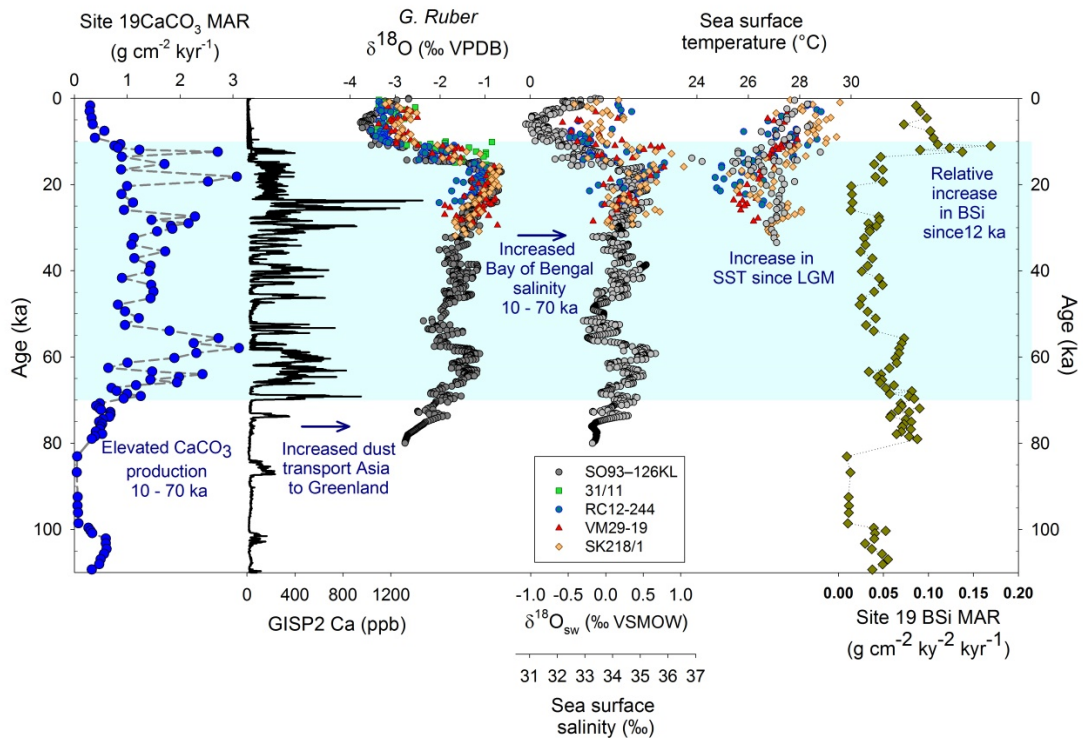 Site 19CaCO₃ MAR
(g cm⁻² kyr⁻¹)
G. Ruber
δ¹⁸O (‰ VPDB)
Sea surface
temperature (°C)
0 1 2 3
-4 -3 -2 -1 0
24 26 28 30
Age (ka)
0
20
40
60
80
100
Elevated CaCO₃
production
10 - 70 ka
Increased dust
transport Asia
to Greenland
Increased
Bay of Bengal
salinity
10 - 70 ka
Increase in
SST since LGM
Relative
increase
in BSi
since12 ka
SO93–126KL
31/11
RC12-244
VM29-19
SK218/1
0
20
40
60
80
100
Age (ka)
0 400 800 1200
GISP2 Ca (ppb)
-1.0 -0.5 0.0 0.5 1.0
δ¹⁸Osw (‰ VSMOW)
31 32 33 34 35 36 37
Sea surface
salinity (‰)
0.00 0.05 0.10 0.15 0.20
Site 19 BSi MAR
(g cm⁻² ky⁻² kyr⁻¹)